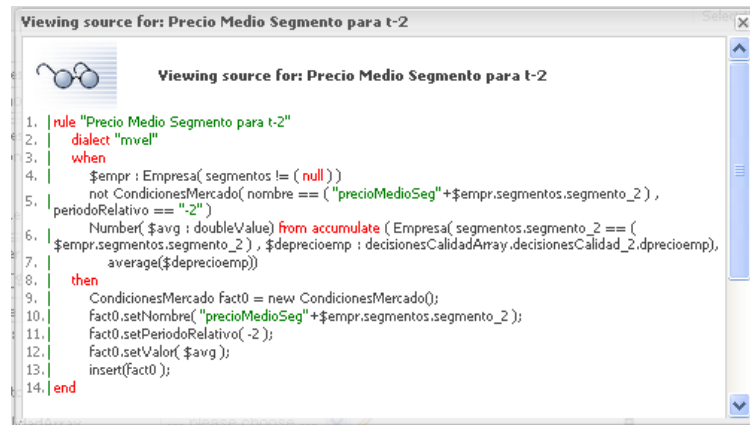 Viewing source for: Precio Medio Segmento para t-2
Viewing source for: Precio Medio Segmento para t-2
1. rule "Precio Medio Segmento para t-2"
2. dialect "mvel"
3. when
4. $empr : Empresa( segmentos != ( null ) )
5. not CondicionesMercado( nombre == ( "precioMedioSeg"+$empr.segmentos.segmento_2 ) ,
periodoRelativo == "-2" )
6. Number( $avg : doubleValue) from accumulate ( Empresa( segmentos.segmento_2 == (
$empr.segmentos.segmento_2 ) , $deprecioemp : decisionesCalidadArray.decisionesCalidad_2.dprecioemp),
7. average($deprecioemp))
8. then
9. CondicionesMercado fact0 = new CondicionesMercado();
10. fact0.setNombre( "precioMedioSeg"+$empr.segmentos.segmento_2 );
11. fact0.setPeriodoRelativo( -2 );
12. fact0.setValor( $avg );
13. insert(fact0 );
14. end